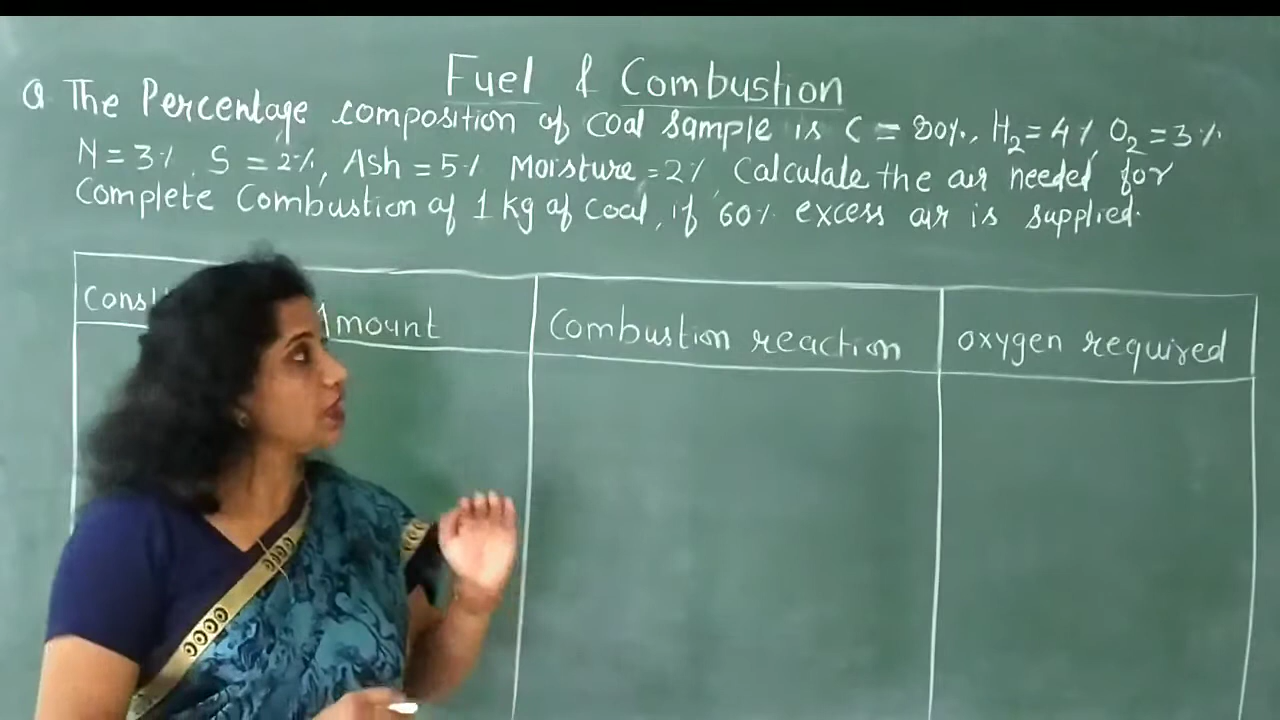 Fuel & Combustion
Q The Percentage composition of coal sample is C = 80%, H₂ = 4%, O₂ = 3%
N = 3%, S = 2%, Ash = 5% Moisture = 2%, Calculate the air needed for
Complete Combustion of 1 kg of coal, if 60% excess air is supplied.
Amount Combustion reaction oxygen required